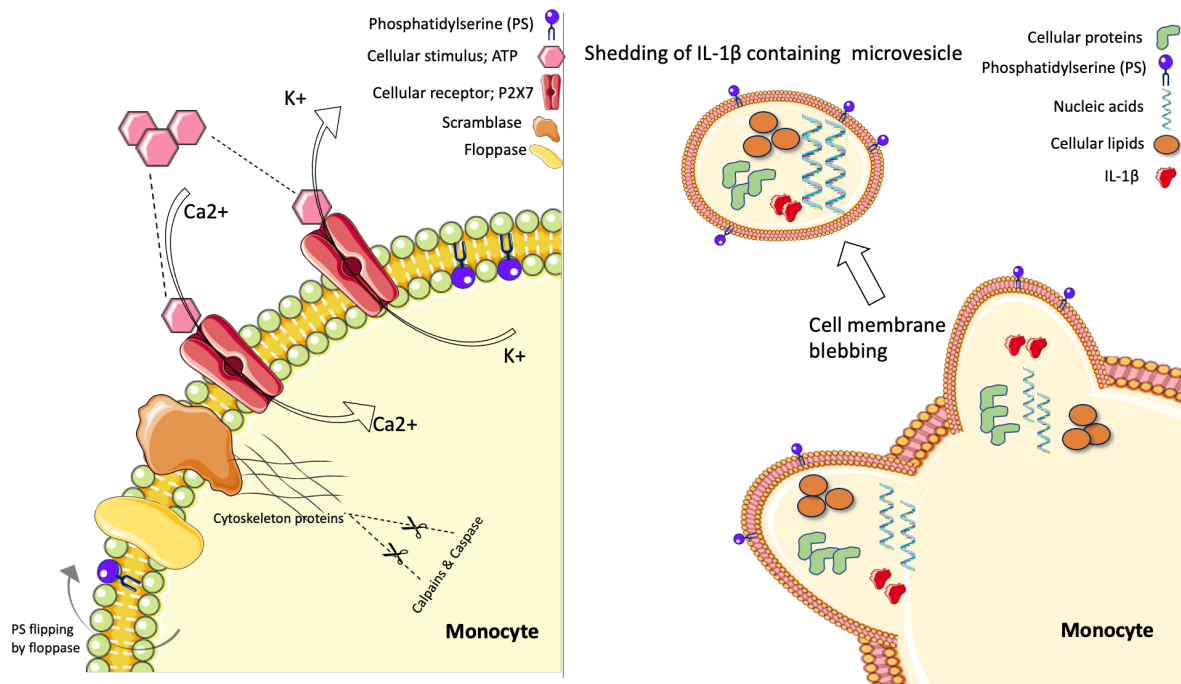 Phosphatidylserine (PS)
Cellular stimulus; ATP
Cellular receptor; P2X7
Scramblase
Floppase
K+
Ca2+
K+
Ca2+
Cytoskeleton proteins
Calpains & Caspase
PS flipping
by floppase
Monocyte
Shedding of IL-1β containing microvesicle
Cellular proteins
Phosphatidylserine (PS)
Nucleic acids
Cellular lipids
IL-1β
Cell membrane
blebbing
Monocyte